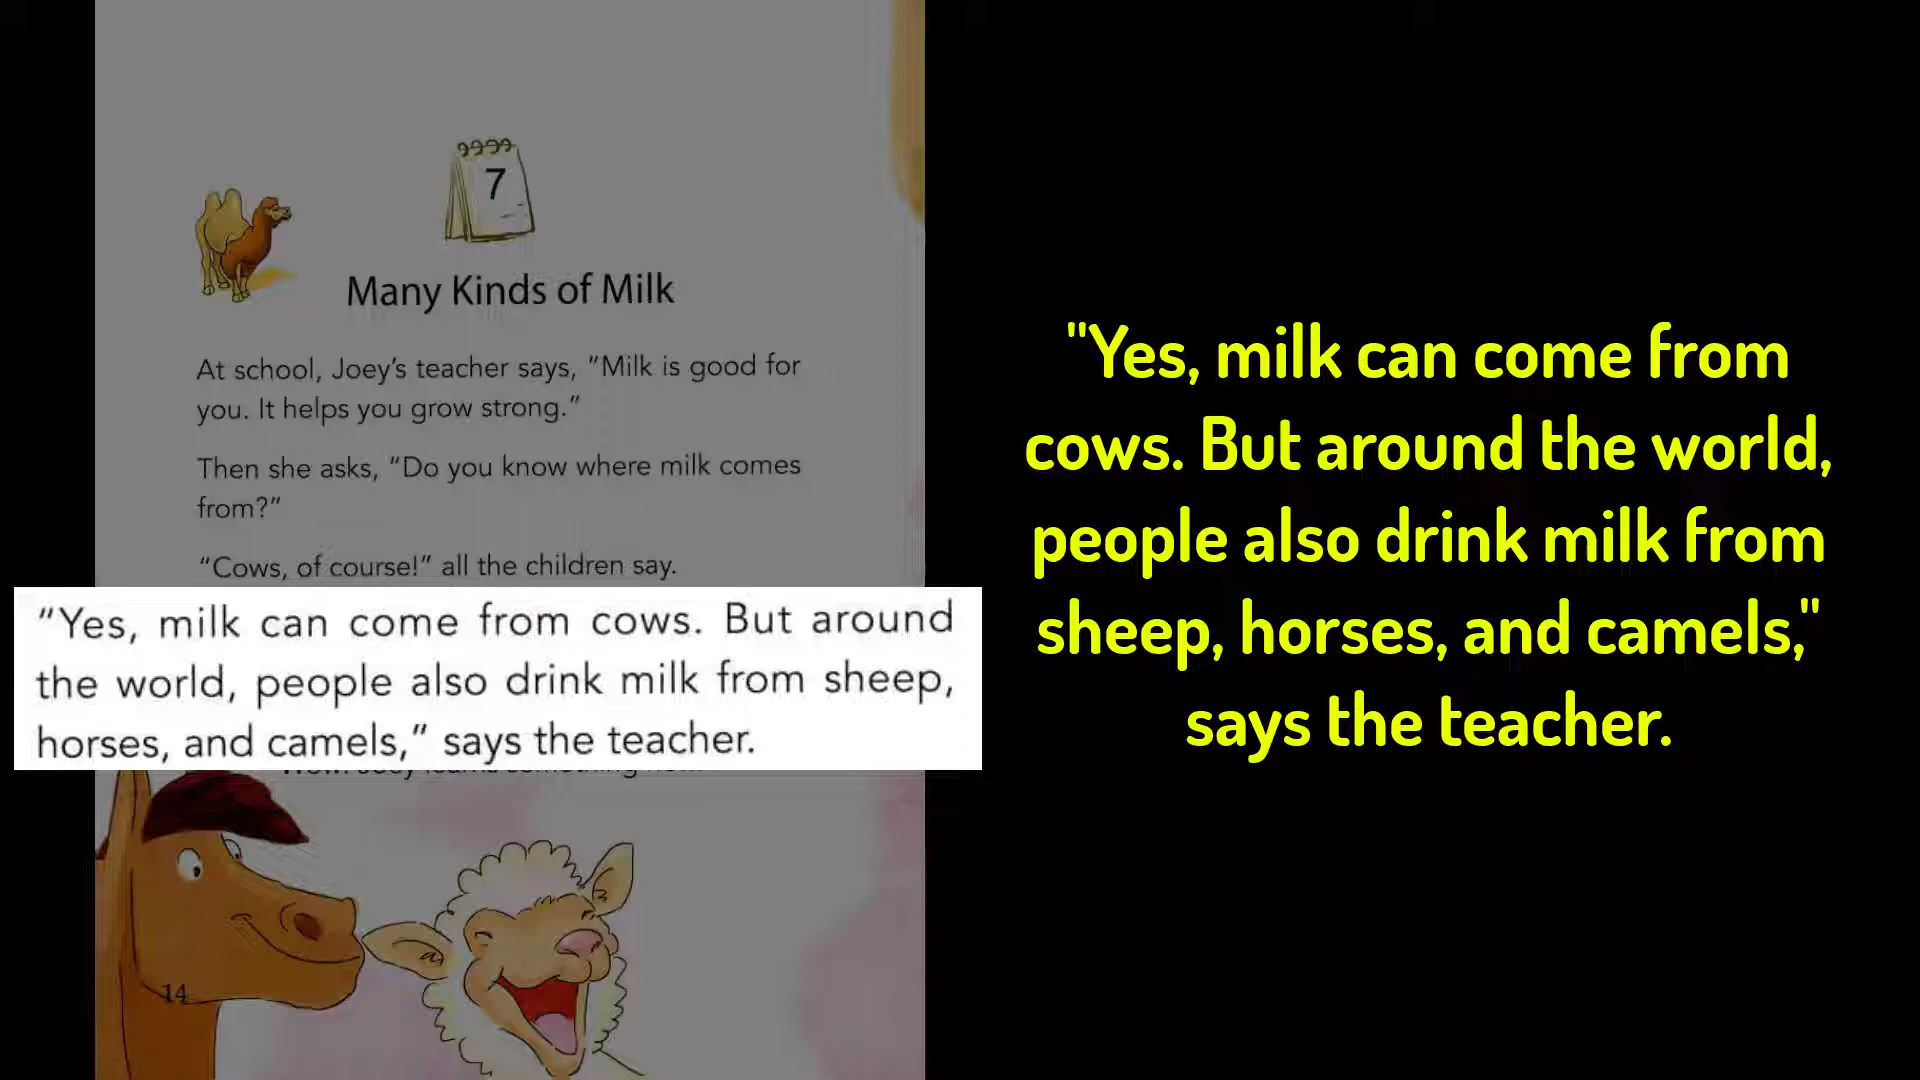 7
Many Kinds of Milk
At school, Joey’s teacher says, “Milk is good for
you. It helps you grow strong.”
Then she asks, “Do you know where milk comes
from?”
“Cows, of course!” all the children say.
“Yes, milk can come from cows. But around
the world, people also drink milk from sheep,
horses, and camels,” says the teacher.
14
"Yes, milk can come from
cows. But around the world,
people also drink milk from
sheep, horses, and camels,"
says the teacher.